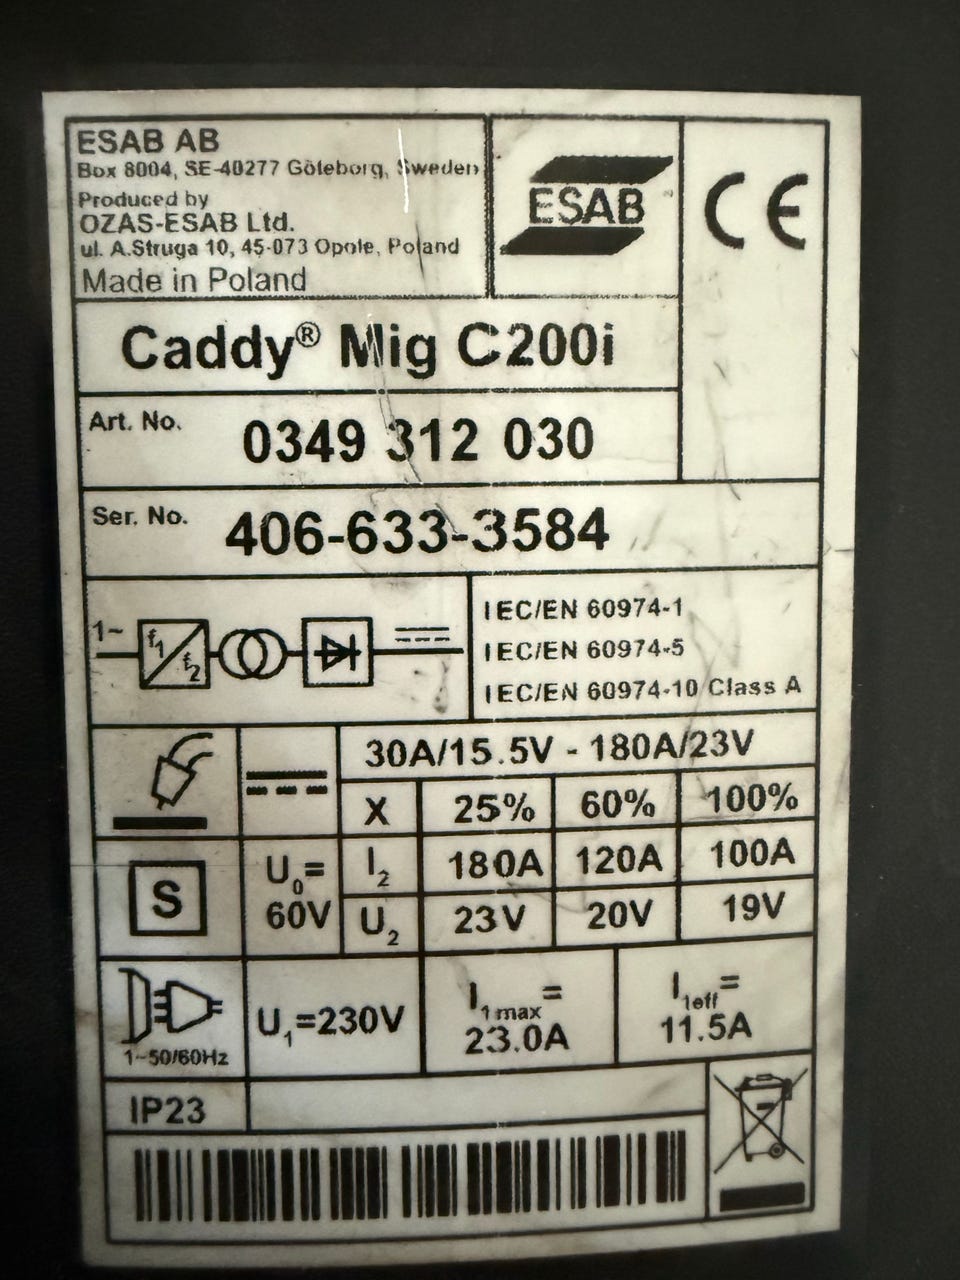 ESAB AB
Box 8004, SE-40277 Göteborg, Sweden
Produced by
OZAS-ESAB Ltd.
ul. A.Struga 10, 45-073 Opole, Poland
Made in Poland
ESAB
CE
Caddy® Mig C200i
Art. No. 0349 312 030
Ser. No. 406-633-3584
1~ f1 f2
IEC/EN 60974-1
IEC/EN 60974-5
IEC/EN 60974-10 Class A
30A/15.5V - 180A/23V
X 25% 60% 100%
S
U0=
60V
I2 180A 120A 100A
U2 23V 20V 19V
1~50/60Hz
U1=230V
I1max=
23.0A
I1eff=
11.5A
IP23